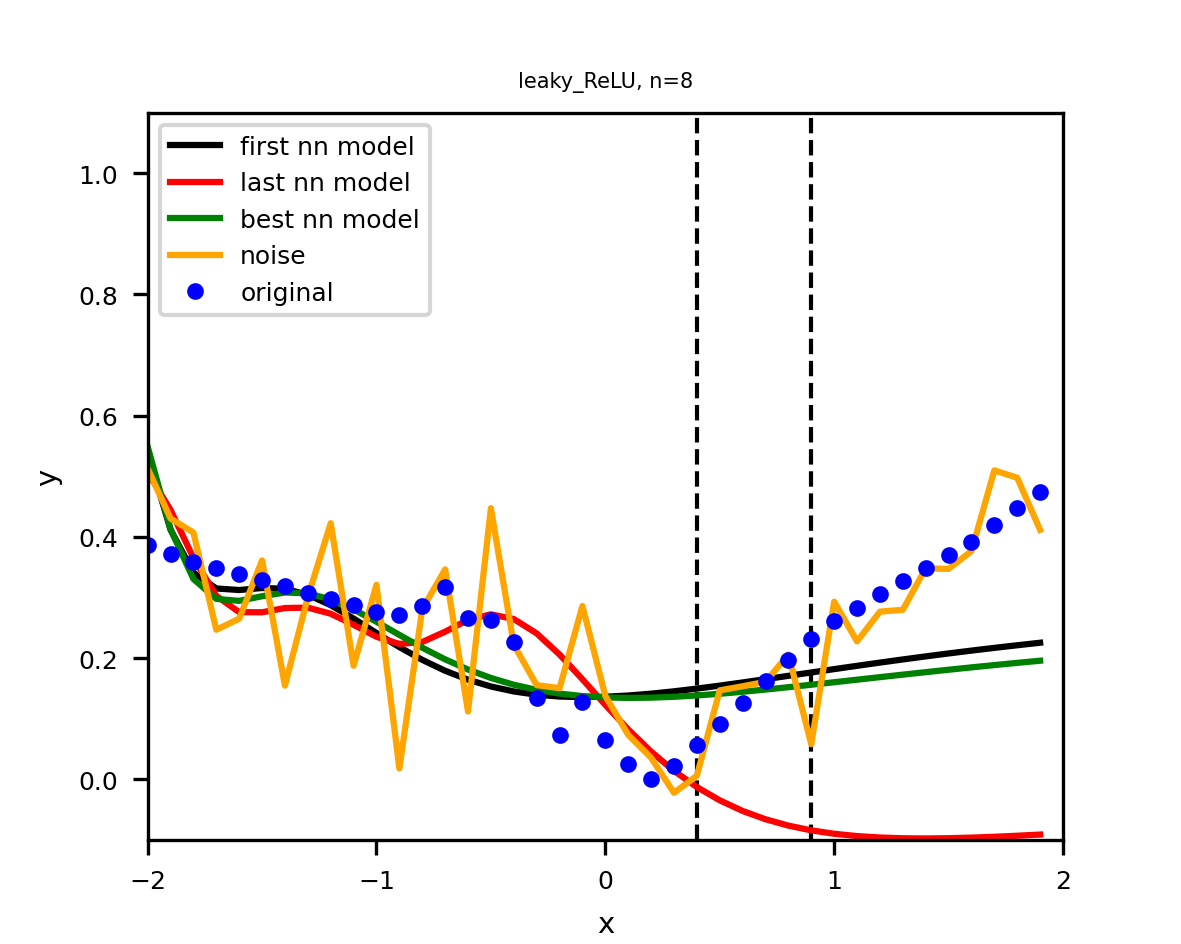 leaky_ReLU, n=8
first nn model
last nn model
best nn model
noise
original
1.0
0.8
0.6
0.4
0.2
0.0
y
−2
−1
0
1
2
x